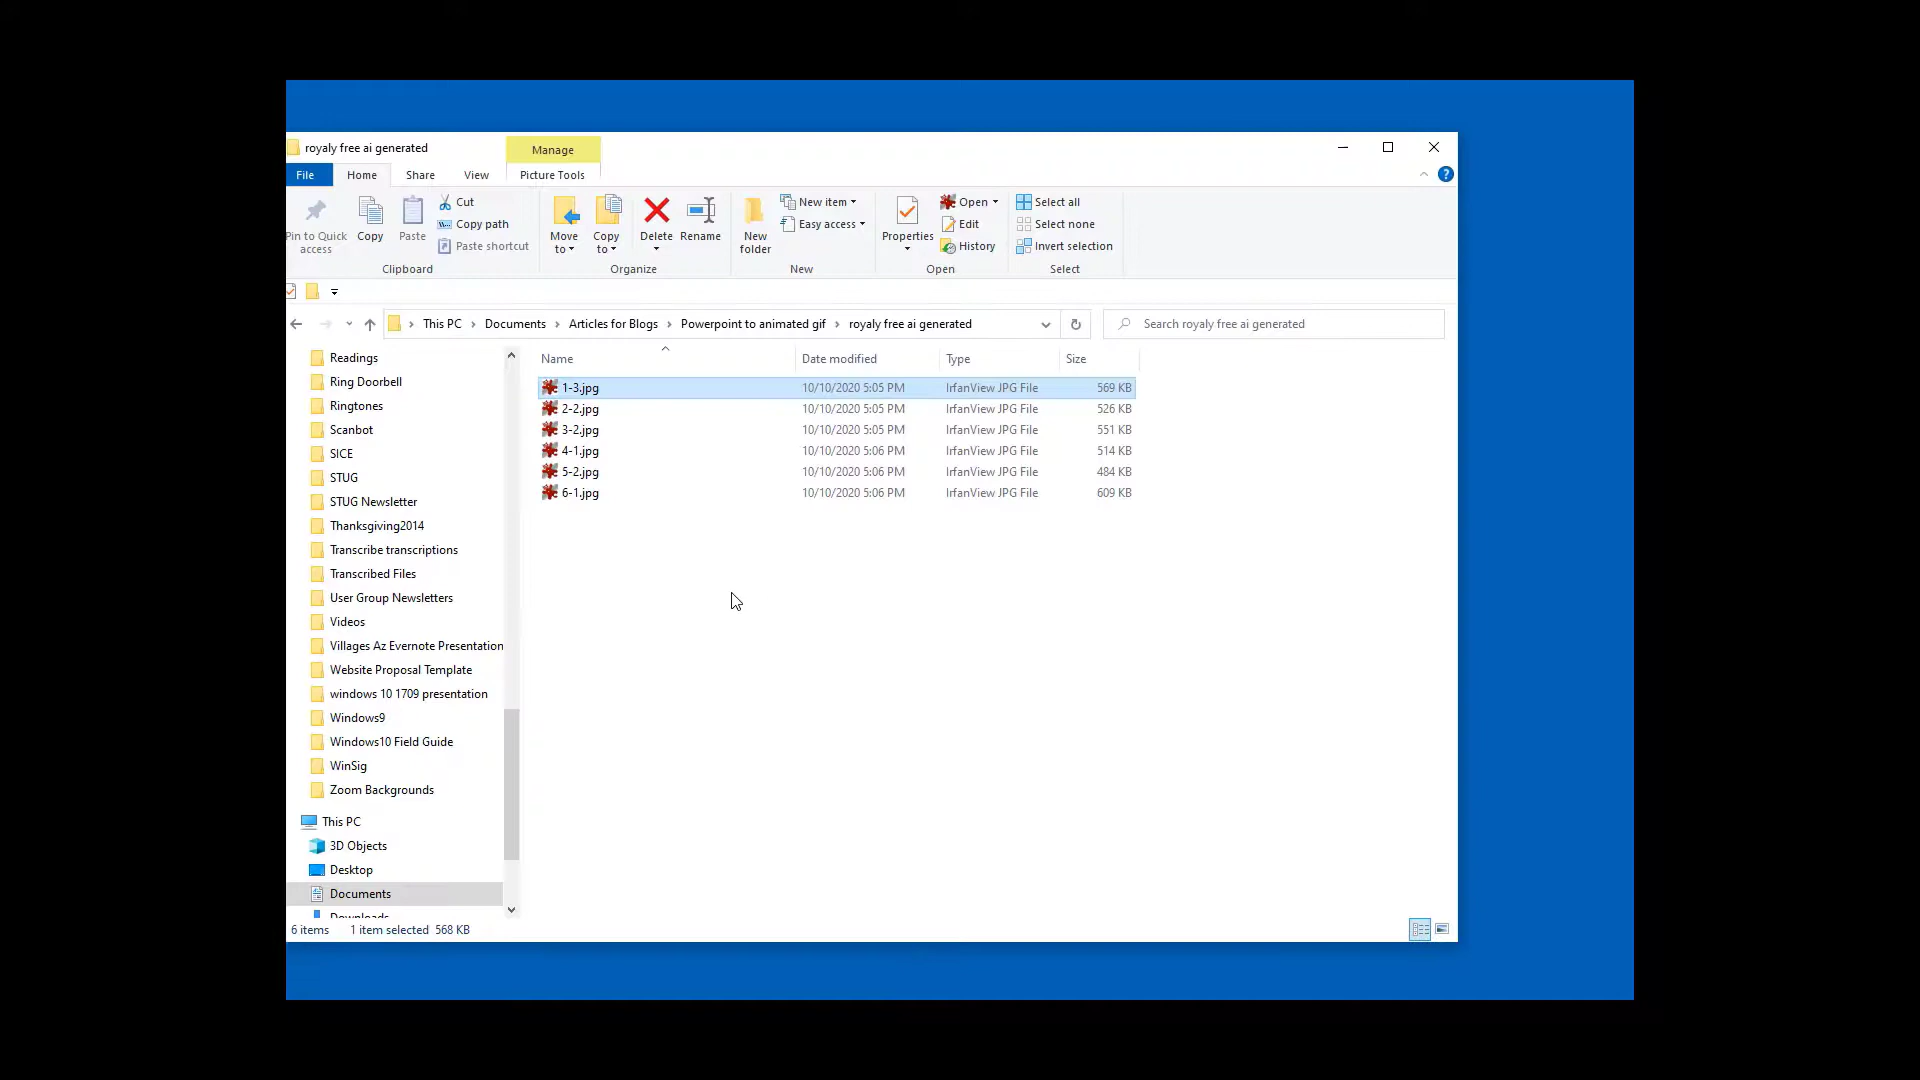 royaly free ai generated
Manage
File Home Share View Picture Tools
Pin to Quick access
Copy
Paste
Cut
Copy path
Paste shortcut
Clipboard
Move to
Copy to
Delete
Rename
Organize
New folder
New item
Easy access
New
Properties
Open
Edit
History
Open
Select all
Select none
Invert selection
Select
This PC > Documents > Articles for Blogs > Powerpoint to animated gif > royaly free ai generated
Search royaly free ai generated
Readings
Ring Doorbell
Ringtones
Scanbot
SICE
STUG
STUG Newsletter
Thanksgiving2014
Transcribe transcriptions
Transcribed Files
User Group Newsletters
Videos
Villages Az Evernote Presentation
Website Proposal Template
windows 10 1709 presentation
Windows9
Windows10 Field Guide
WinSig
Zoom Backgrounds
This PC
3D Objects
Desktop
Documents
Downloads
Name Date modified Type Size
1-3.jpg 10/10/2020 5:05 PM IrfanView JPG File 569 KB
2-2.jpg 10/10/2020 5:05 PM IrfanView JPG File 526 KB
3-2.jpg 10/10/2020 5:05 PM IrfanView JPG File 551 KB
4-1.jpg 10/10/2020 5:06 PM IrfanView JPG File 514 KB
5-2.jpg 10/10/2020 5:06 PM IrfanView JPG File 484 KB
6-1.jpg 10/10/2020 5:06 PM IrfanView JPG File 609 KB
6 items 1 item selected 568 KB